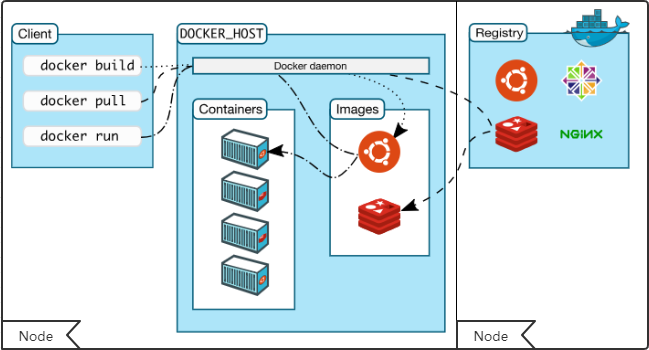 Client
docker build
docker pull
docker run
DOCKER_HOST
Docker daemon
Containers
Images
Registry
NGINX
Node
Node